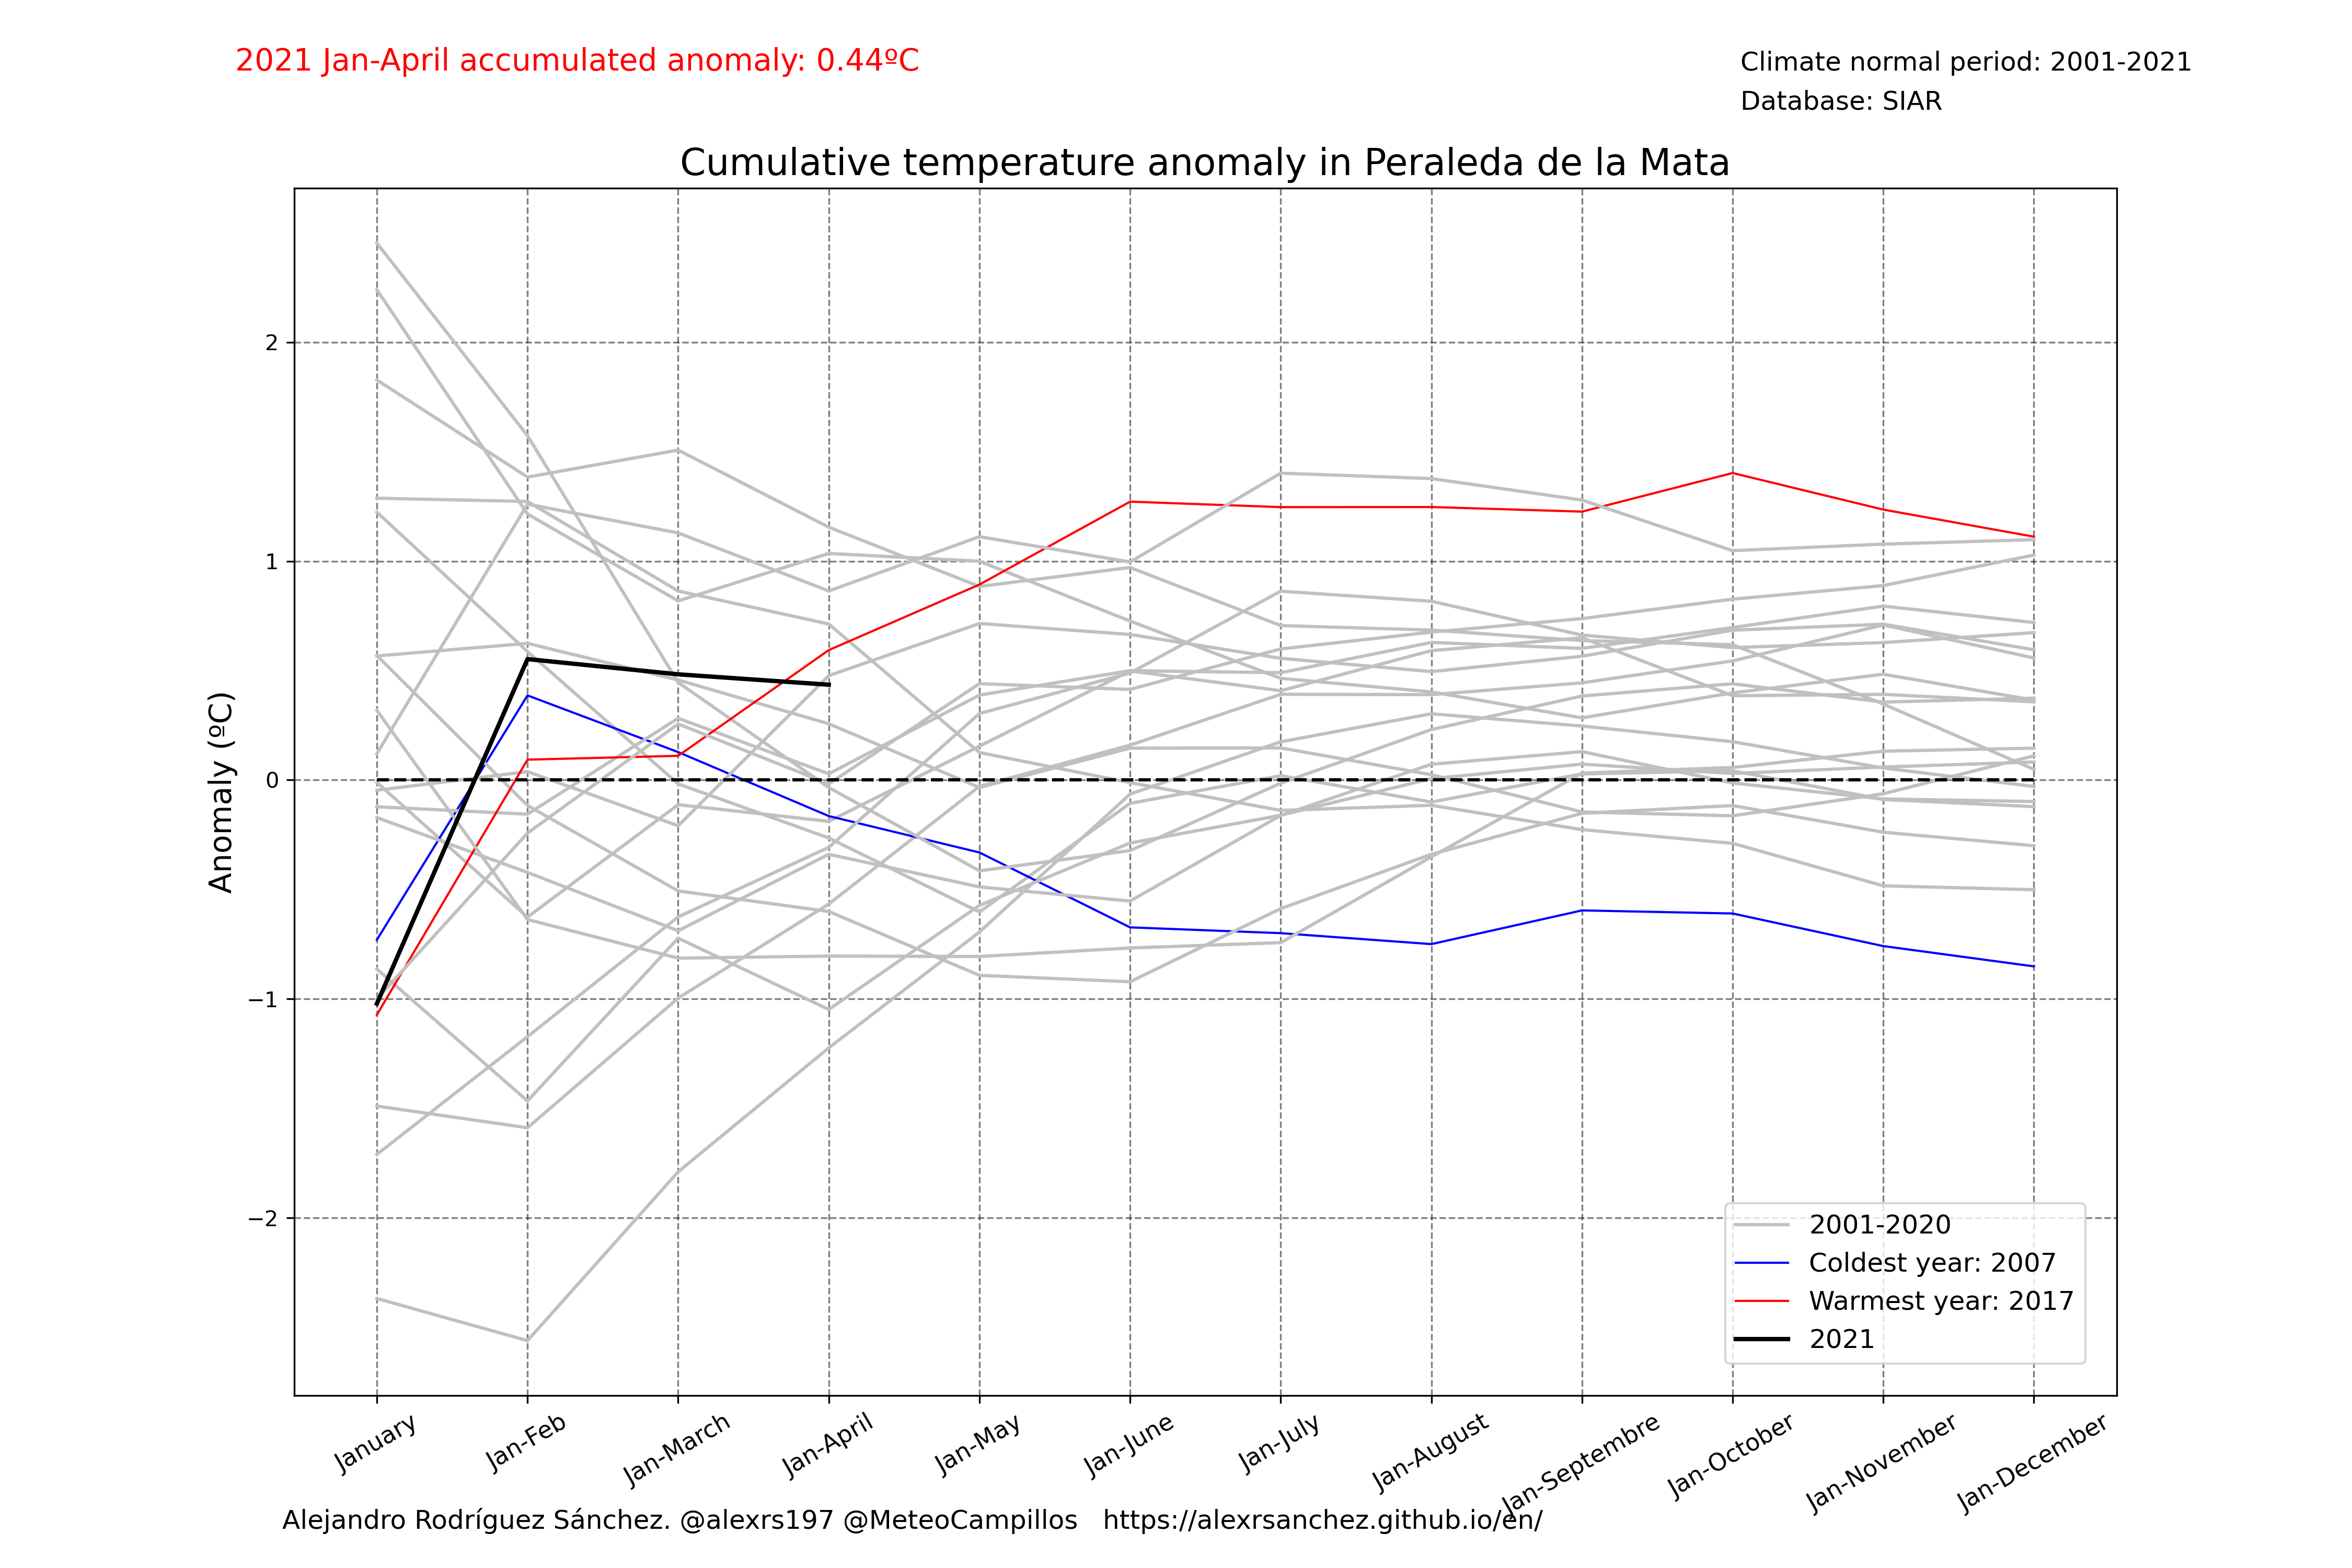 2021 Jan-April accumulated anomaly: 0.44ºC
Climate normal period: 2001-2021
Database: SIAR
Cumulative temperature anomaly in Peraleda de la Mata
Anomaly (ºC)
2
1
0
−1
−2
2001-2020
Coldest year: 2007
Warmest year: 2017
2021
January
Jan-Feb
Jan-March
Jan-April
Jan-May
Jan-June
Jan-July
Jan-August
Jan-Septembre
Jan-October
Jan-November
Jan-December
Alejandro Rodríguez Sánchez. @alexrs197 @MeteoCampillos   https://alexrsanchez.github.io/en/